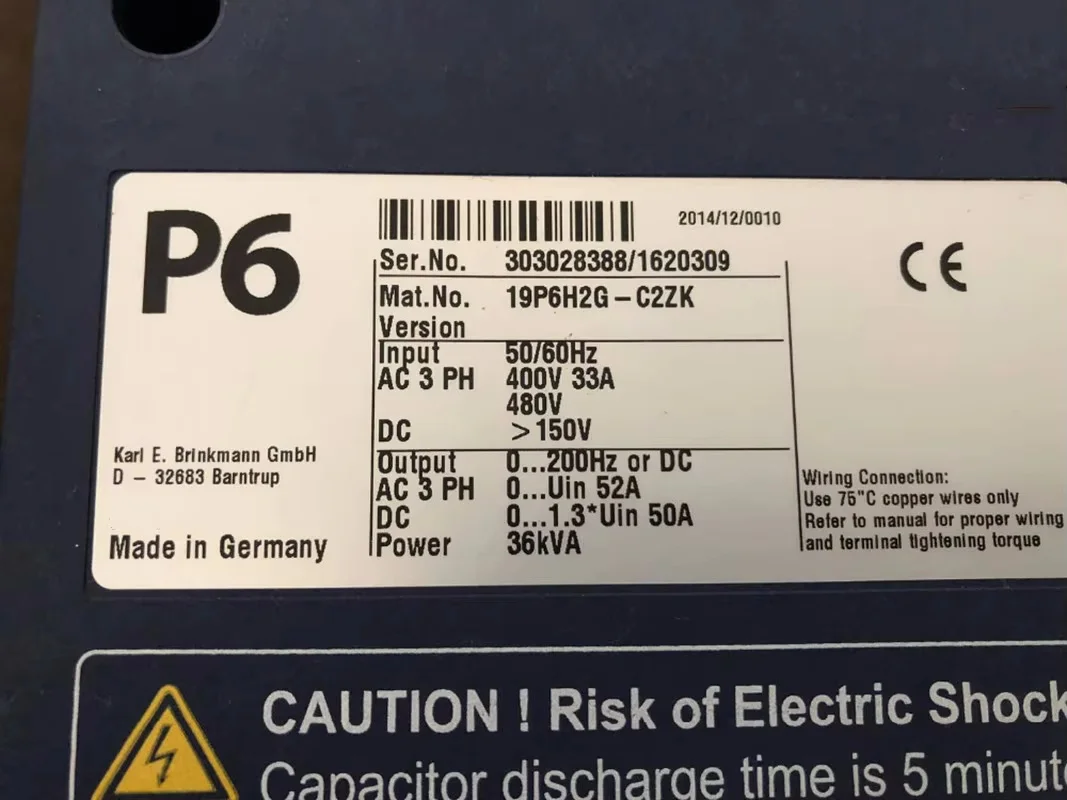 P6
2014/12/0010
Ser.No. 303028388/1620309
Mat.No. 19P6H2G-C2ZK
Version
Input 50/60Hz
AC 3 PH 400V 33A
480V
DC >150V
Output 0...200Hz or DC
AC 3 PH 0...Uin 52A
DC 0...1.3*Uin 50A
Power 36kVA
CE
Karl E. Brinkmann GmbH
D - 32683 Barntrup
Made in Germany
Wiring Connection:
Use 75"C copper wires only
Refer to manual for proper wiring
and terminal tightening torque
CAUTION ! Risk of Electric Shock
Capacitor discharge time is 5 minut